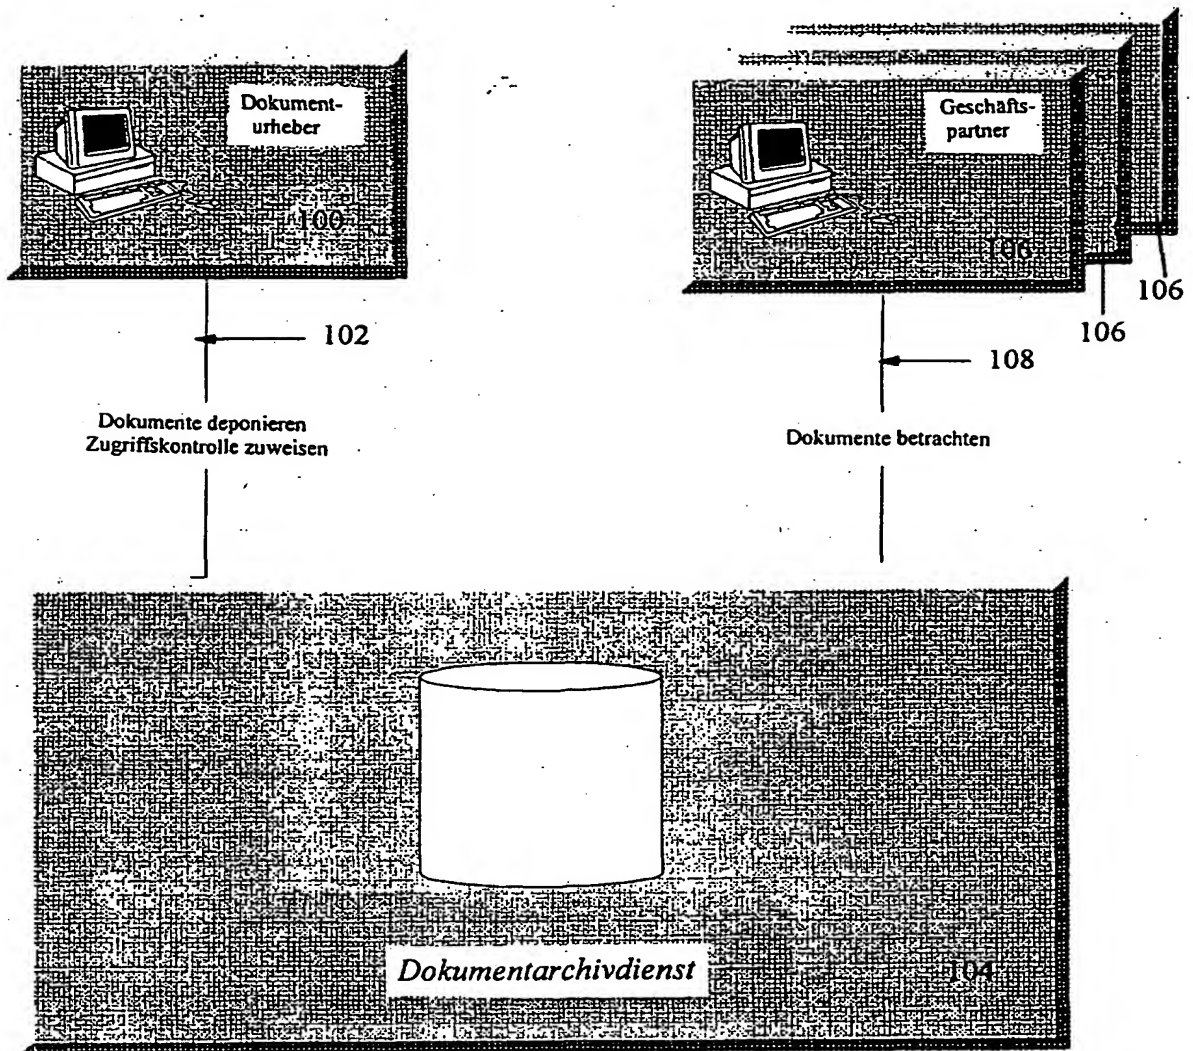 Dokument-
urheber
100
Geschäfts-
partner
106
106
106
102
108
Dokumente deponieren
Zugriffskontrolle zuweisen
Dokumente betrachten
Dokumentarchivdienst
104